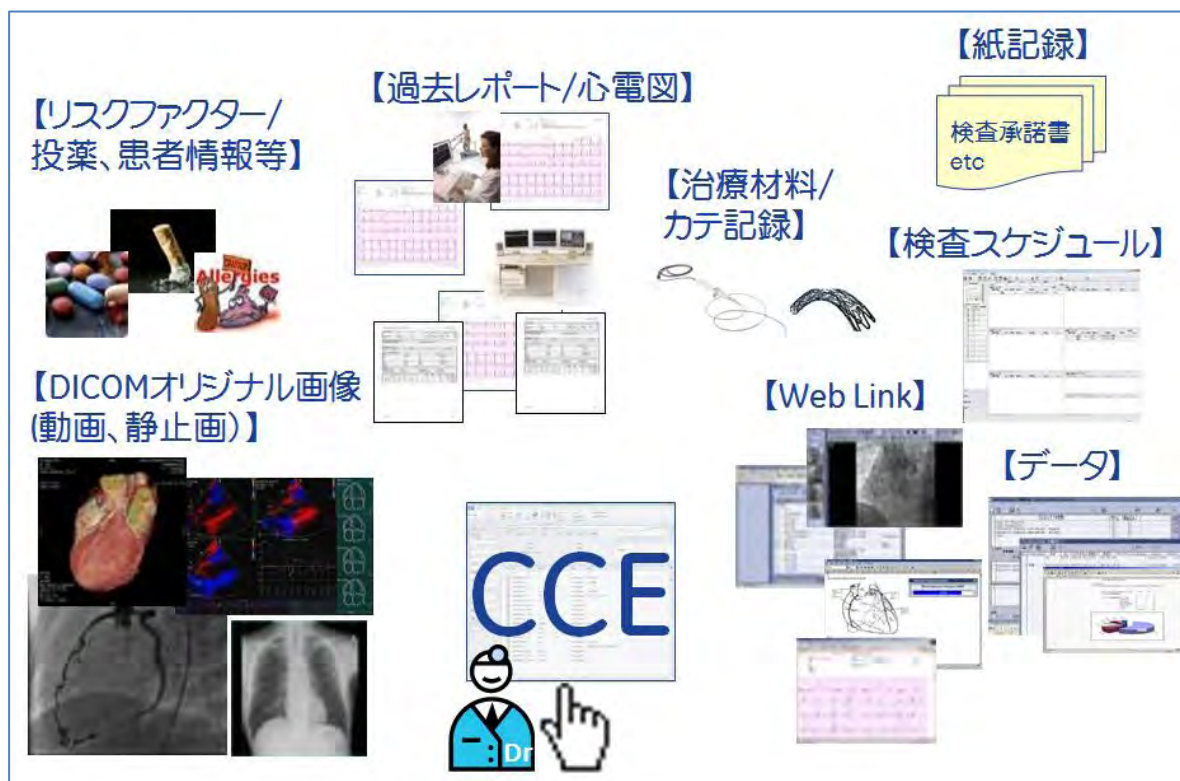 【紙記録】
検査承諾書
etc
【過去レポート/心電図】
【リスクファクター/
投薬、患者情報等】
【治療材料/
カテ記録】
【検査スケジュール】
Allergies
【DICOMオリジナル画像
(動画、静止画)】
【Web Link】
【データ】
CCE
Dr